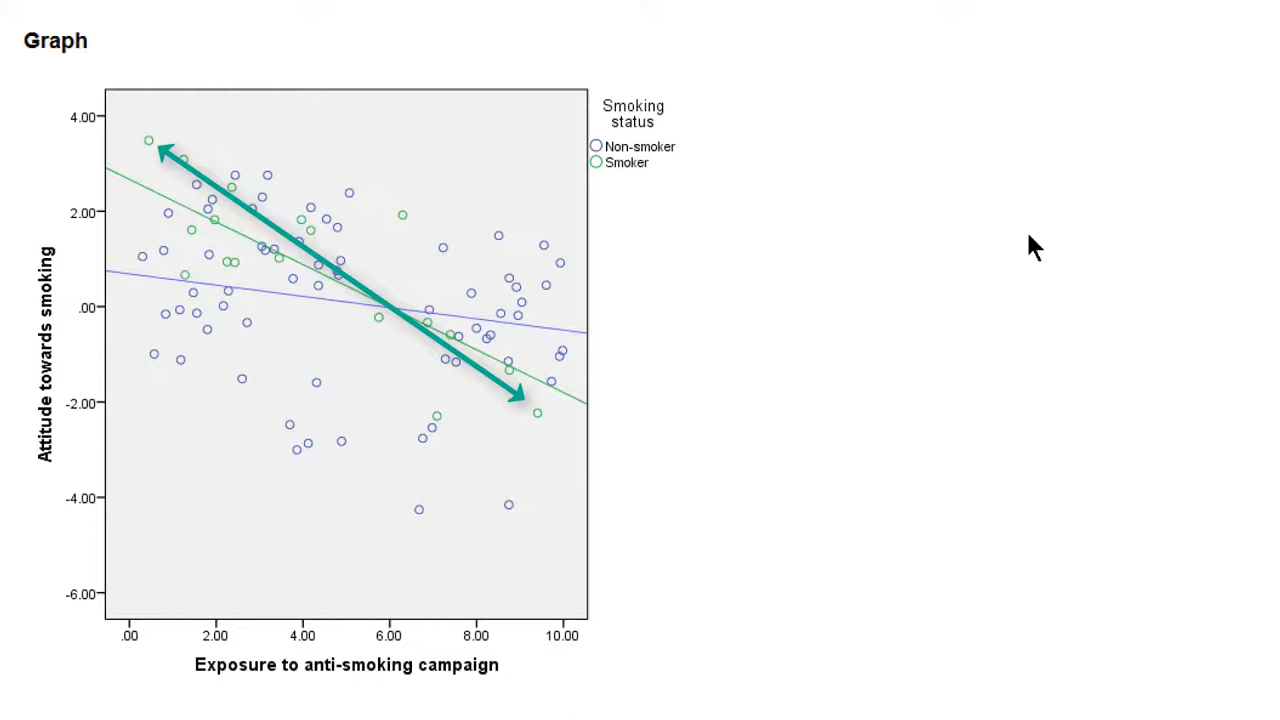 Graph
Smoking
status
Non-smoker
Smoker
4.00
2.00
.00
-2.00
-4.00
-6.00
Attitude towards smoking
.00
2.00
4.00
6.00
8.00
10.00
Exposure to anti-smoking campaign